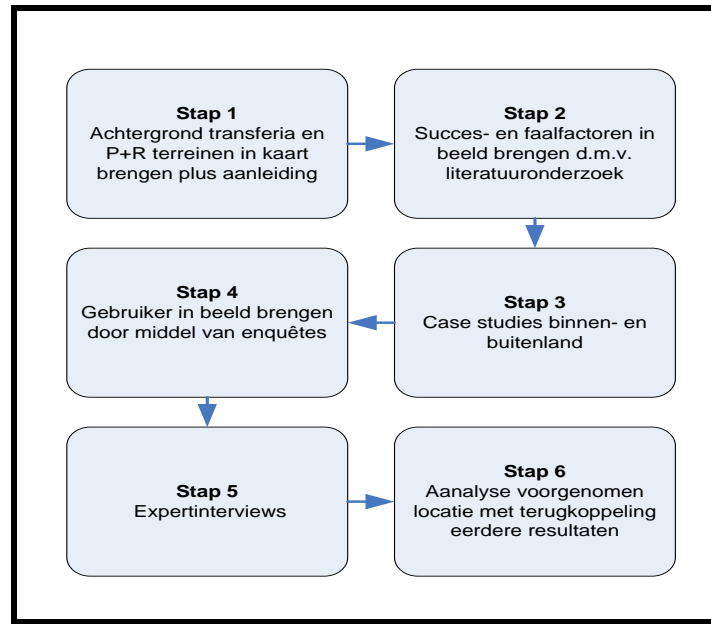 Stap 1
Achtergrond transferia en
P+R terreinen in kaart
brengen plus aanleiding
Stap 2
Succes- en faalfactoren in
beeld brengen d.m.v.
literatuuronderzoek
Stap 3
Case studies binnen- en
buitenland
Stap 4
Gebruiker in beeld brengen
door middel van enquêtes
Stap 5
Expertinterviews
Stap 6
Aanalyse voorgenomen
locatie met terugkoppeling
eerdere resultaten